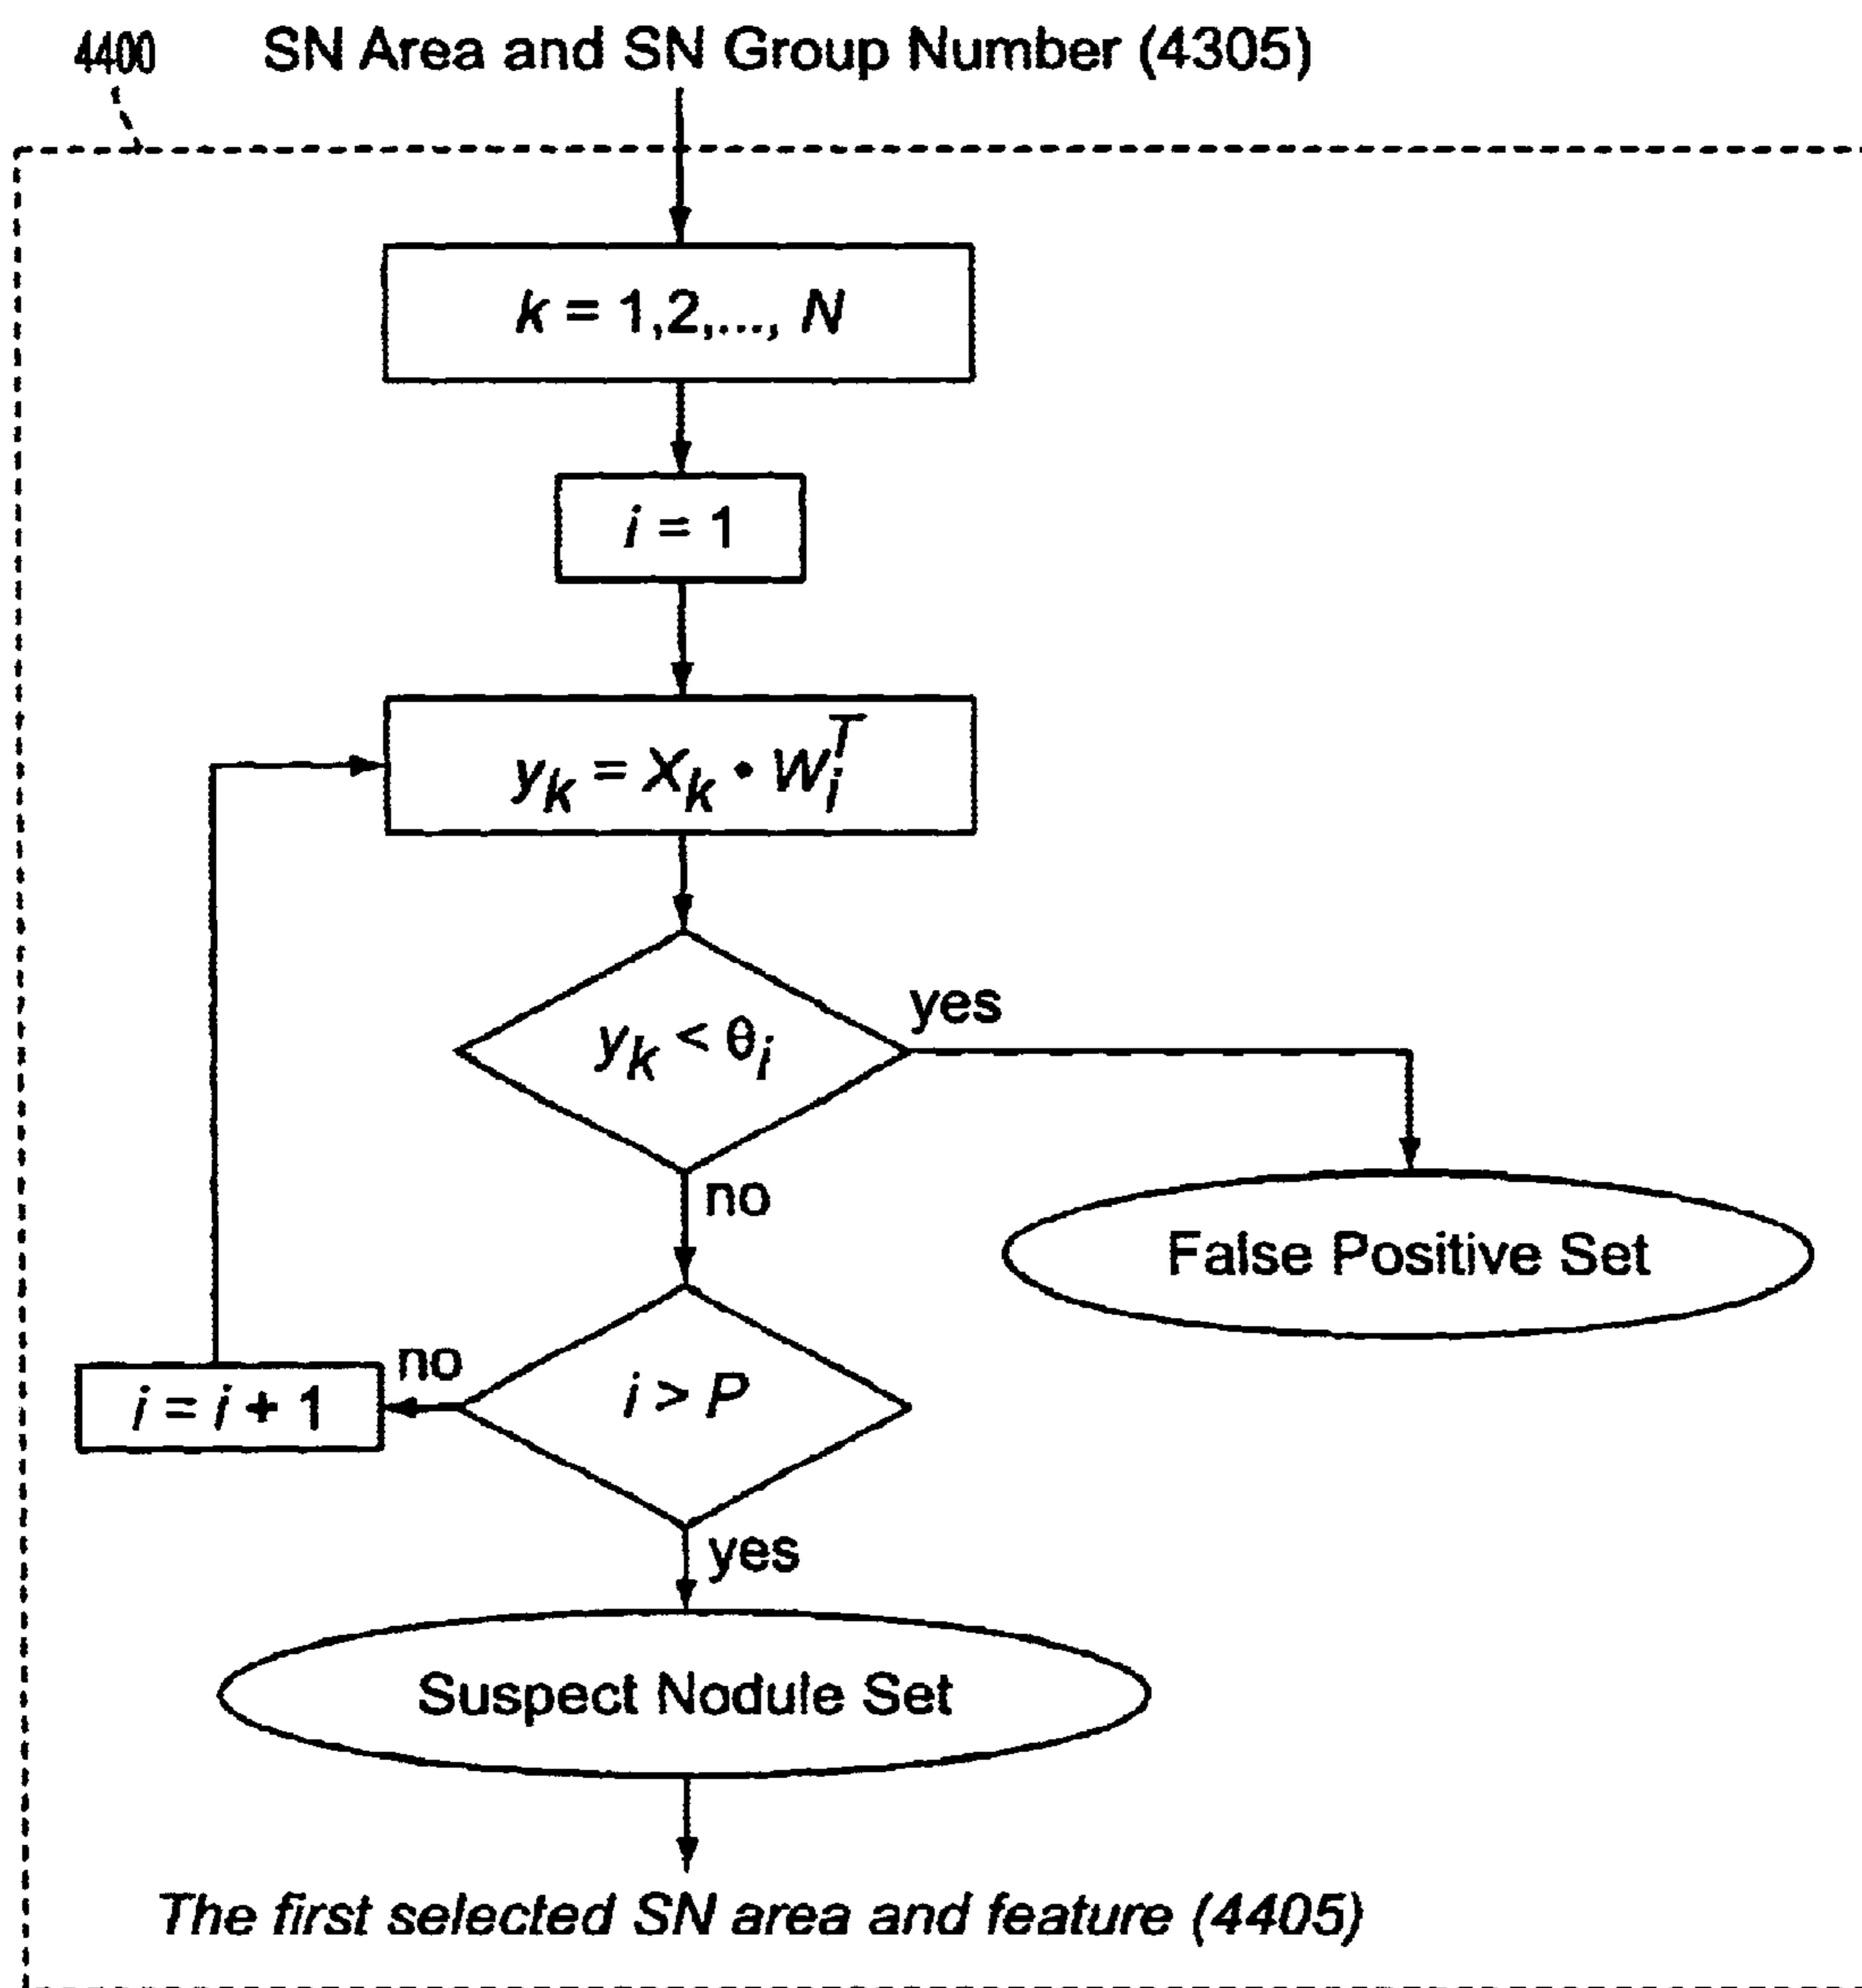 4400 SN Area and SN Group Number (4305)
k = 1,2,..., N
i = 1
y_k = x_k • W_i^T
y_k < θ_i
yes
no
False Positive Set
i > P
no
i = i + 1
yes
Suspect Nodule Set
The first selected SN area and feature (4405)